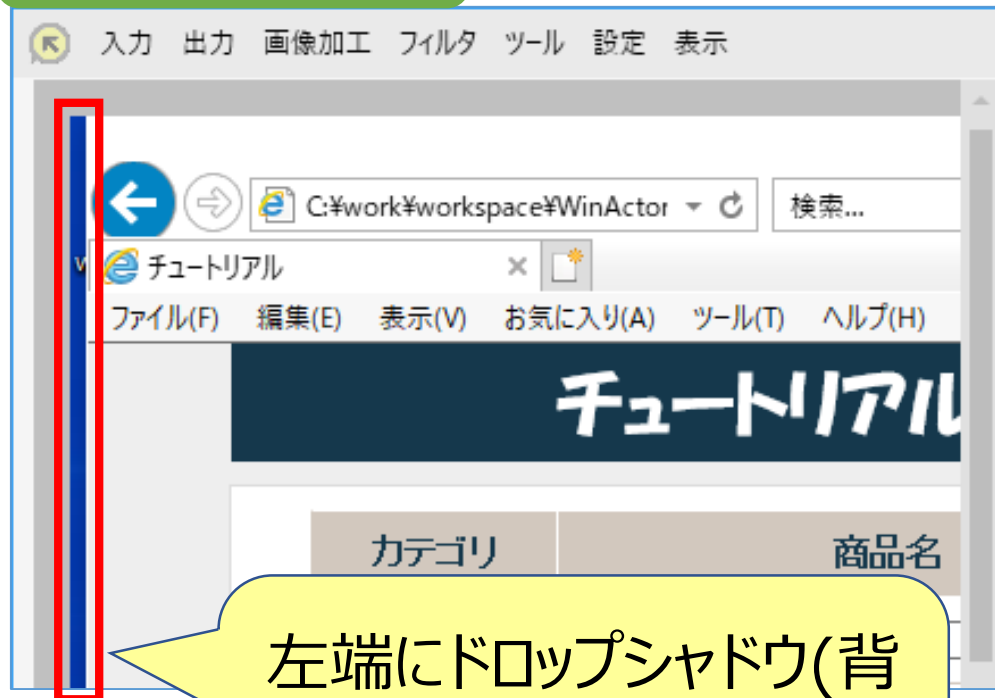 入力 出力 画像加工 フィルタ ツール 設定 表示
C:¥work¥workspace¥WinActor
検索...
チュートリアル
ファイル(F) 編集(E) 表示(V) お気に入り(A) ツール(T) ヘルプ(H)
チュートリアル
カテゴリ 商品名
左端にドロップシャドウ(背